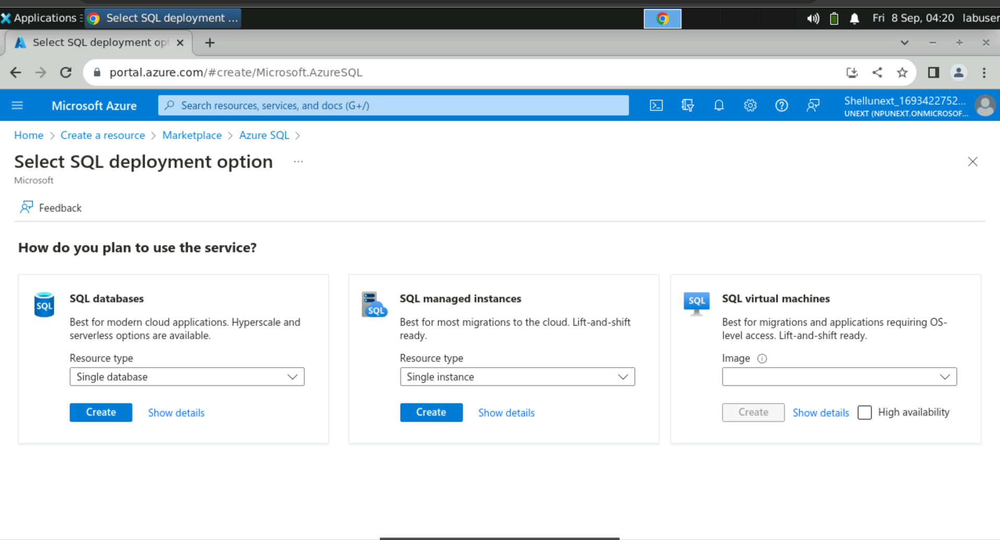 Applications
Select SQL deployment ...
Fri 8 Sep, 04:20 labuser
Select SQL deployment opt
portal.azure.com/#create/Microsoft.AzureSQL
Microsoft Azure
Search resources, services, and docs (G+/)
Shellunext_1693422752...
UNEXT (NPUNEXT.ONMICROSOF...
Home > Create a resource > Marketplace > Azure SQL >
Select SQL deployment option ...
Microsoft
Feedback
How do you plan to use the service?
SQL
SQL databases
Best for modern cloud applications. Hyperscale and
serverless options are available.
Resource type
Single database
Create
Show details
SQL
SQL managed instances
Best for most migrations to the cloud. Lift-and-shift
ready.
Resource type
Single instance
Create
Show details
SQL
SQL virtual machines
Best for migrations and applications requiring OS-
level access. Lift-and-shift ready.
Image
Create
Show details
High availability